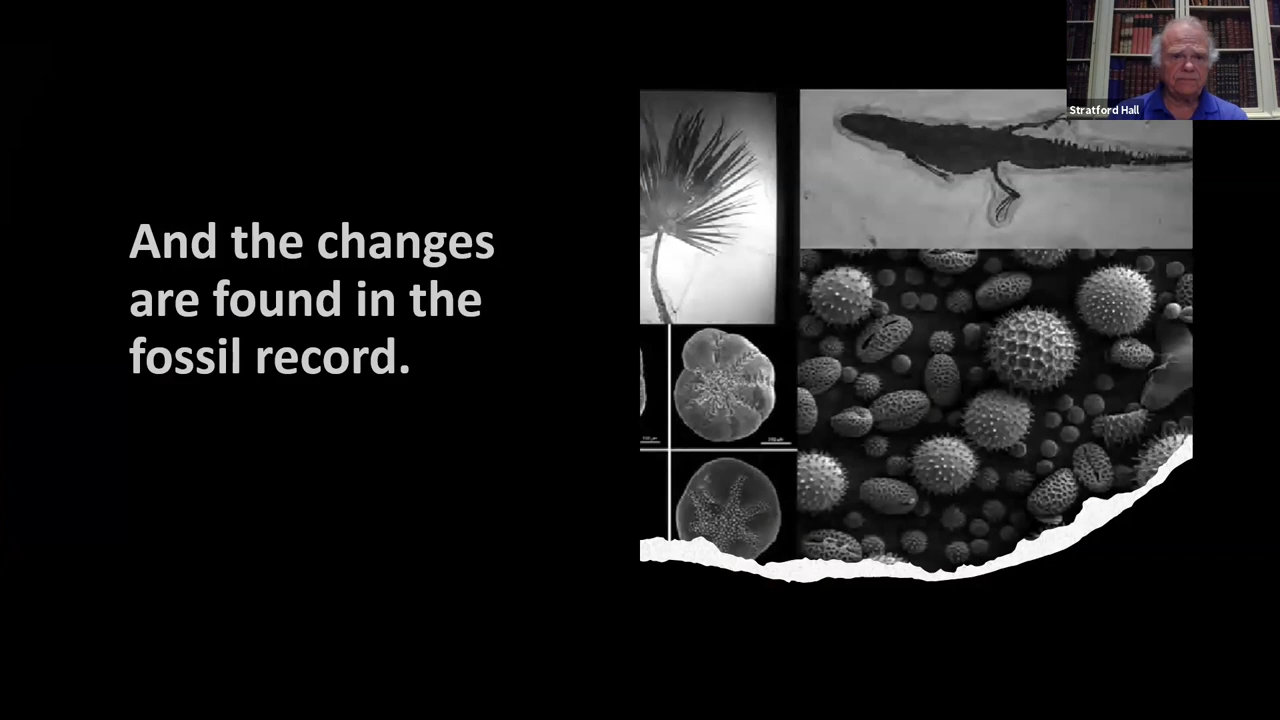 Stratford Hall
And the changes
are found in the
fossil record.